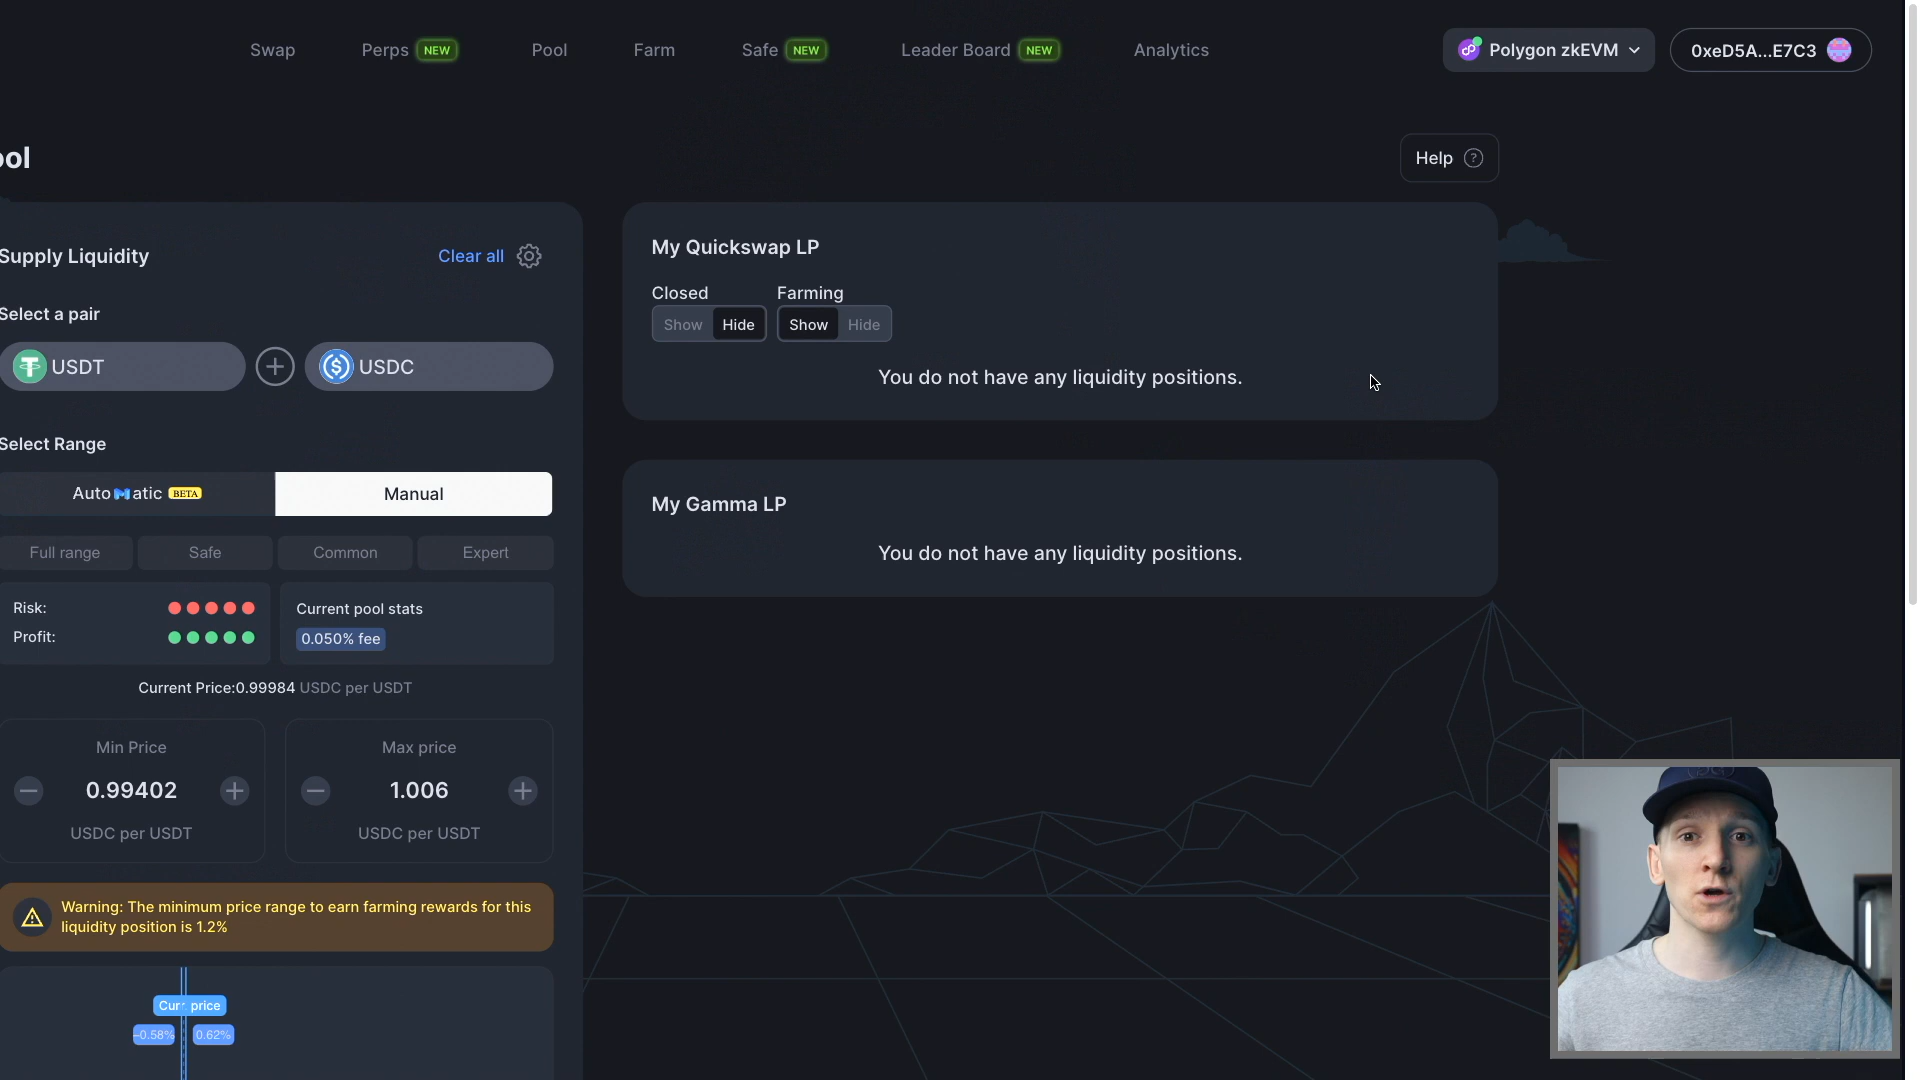 Swap
Perps NEW
Pool
Farm
Safe NEW
Leader Board NEW
Analytics
Polygon zkEVM
0xeD5A...E7C3
ool
Help ?
Supply Liquidity
Clear all
Select a pair
USDT
USDC
Select Range
Auto matic BETA
Manual
Full range
Safe
Common
Expert
Risk:
Profit:
Current pool stats
0.050% fee
Current Price:0.99984 USDC per USDT
Min Price
0.99402
USDC per USDT
Max price
1.006
USDC per USDT
Warning: The minimum price range to earn farming rewards for this
liquidity position is 1.2%
Curr price
-0.58%
0.62%
My Quickswap LP
Closed
Show Hide
Farming
Show Hide
You do not have any liquidity positions.
My Gamma LP
You do not have any liquidity positions.